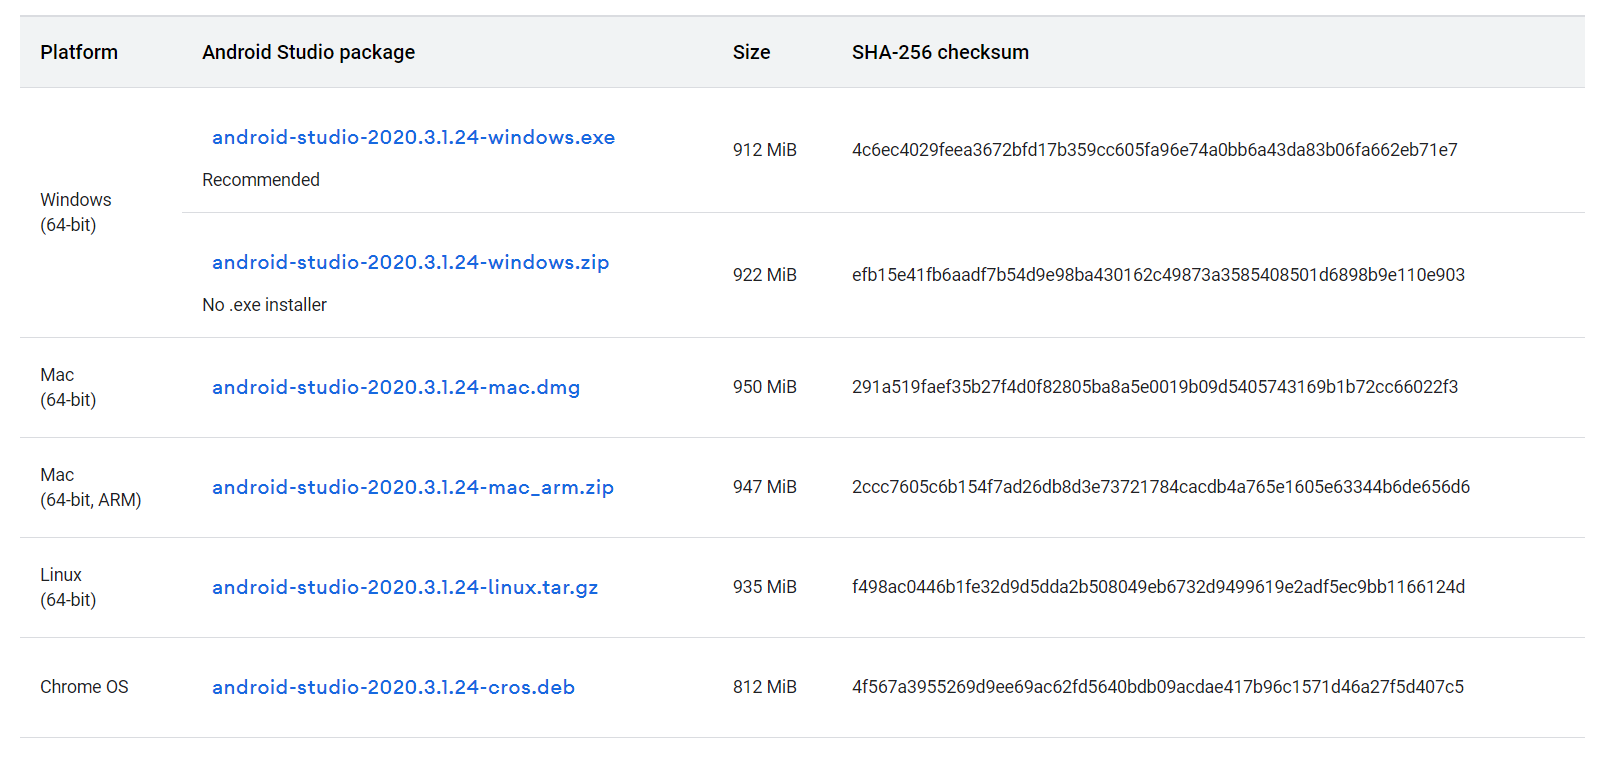 Platform Android Studio package Size SHA-256 checksum
android-studio-2020.3.1.24-windows.exe
Recommended
912 MiB 4c6ec4029feea3672bfd17b359cc605fa96e74a0bb6a43da83b06fa662eb71e7
Windows
(64-bit)
android-studio-2020.3.1.24-windows.zip
No .exe installer
922 MiB efb15e41fb6aadf7b54d9e98ba430162c49873a3585408501d6898b9e110e903
Mac
(64-bit)
android-studio-2020.3.1.24-mac.dmg 950 MiB 291a519faef35b27f4d0f82805ba8a5e0019b09d5405743169b1b72cc66022f3
Mac
(64-bit, ARM)
android-studio-2020.3.1.24-mac_arm.zip 947 MiB 2ccc7605c6b154f7ad26db8d3e73721784cacdb4a765e1605e63344b6de656d6
Linux
(64-bit)
android-studio-2020.3.1.24-linux.tar.gz 935 MiB f498ac0446b1fe32d9d5dda2b508049eb6732d9499619e2adf5ec9bb1166124d
Chrome OS android-studio-2020.3.1.24-cros.deb 812 MiB 4f567a3955269d9ee69ac62fd5640bdb09acdae417b96c1571d46a27f5d407c5